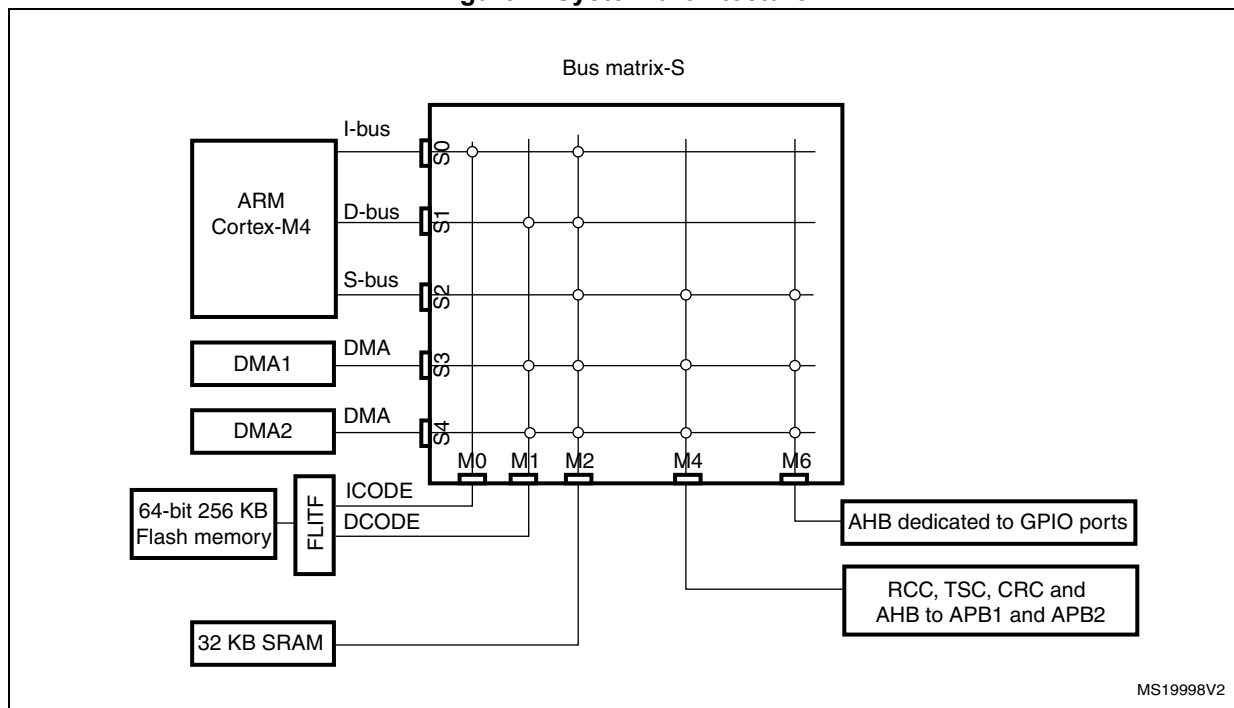 Bus matrix-S
I-bus
S0
ARM
Cortex-M4
D-bus
S1
S-bus
S2
DMA1
DMA
S3
DMA2
DMA
S4
M0 M1 M2 M4 M6
64-bit 256 KB
Flash memory
FLITF
ICODE
DCODE
AHB dedicated to GPIO ports
RCC, TSC, CRC and
AHB to APB1 and APB2
32 KB SRAM
MS19998V2